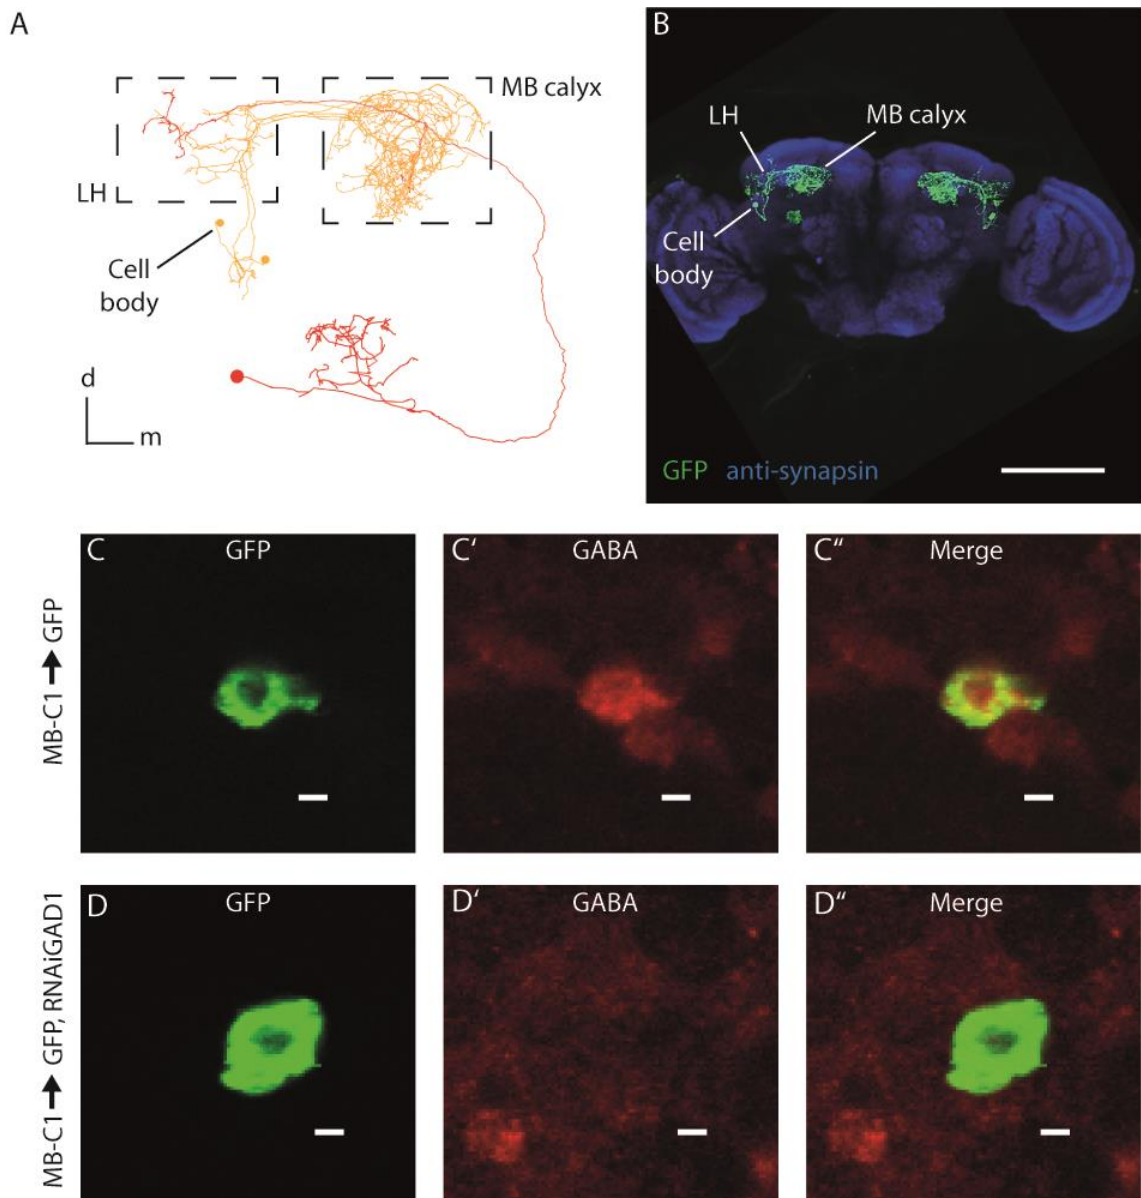 A
MB calyx
LH
Cell
body
d
m
B
LH
MB calyx
Cell
body
GFP anti-synapsin
MB-C1 → GFP
C
GFP
C‘
GABA
C“
Merge
MB-C1 → GFP, RNAiGAD1
D
GFP
D‘
GABA
D“
Merge